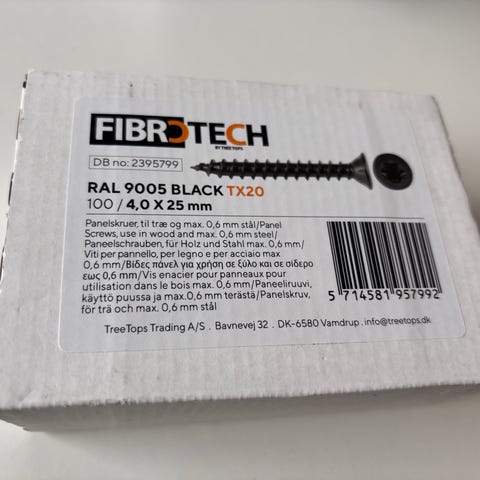 FIBROTECH
BY TREE TOPS
DB no: 2395799
RAL 9005 BLACK TX20
100 / 4,0 X 25 mm
Panelskruer, til træ og max. 0,6 mm stål/Panel
Screws, use in wood and max. 0,6 mm steel/
Paneelschrauben, für Holz und Stahl max. 0,6 mm/
Viti per pannello, per legno e per acciaio max
0,6 mm/Βίδες πάνελ για χρήση σε ξύλο και σε σίδερο
εως 0,6 mm/Vis enacier pour panneaux pour
utilisation dans le bois max. 0,6 mm/Paneeliruuvi,
käyttö puussa ja max.0,6 mm terästä/Panelskruv,
för trä och max. 0,6 mm stål
5 714581 957992
TreeTops Trading A/S . Bavnevej 32 . DK-6580 Vamdrup . info@treetops.dk